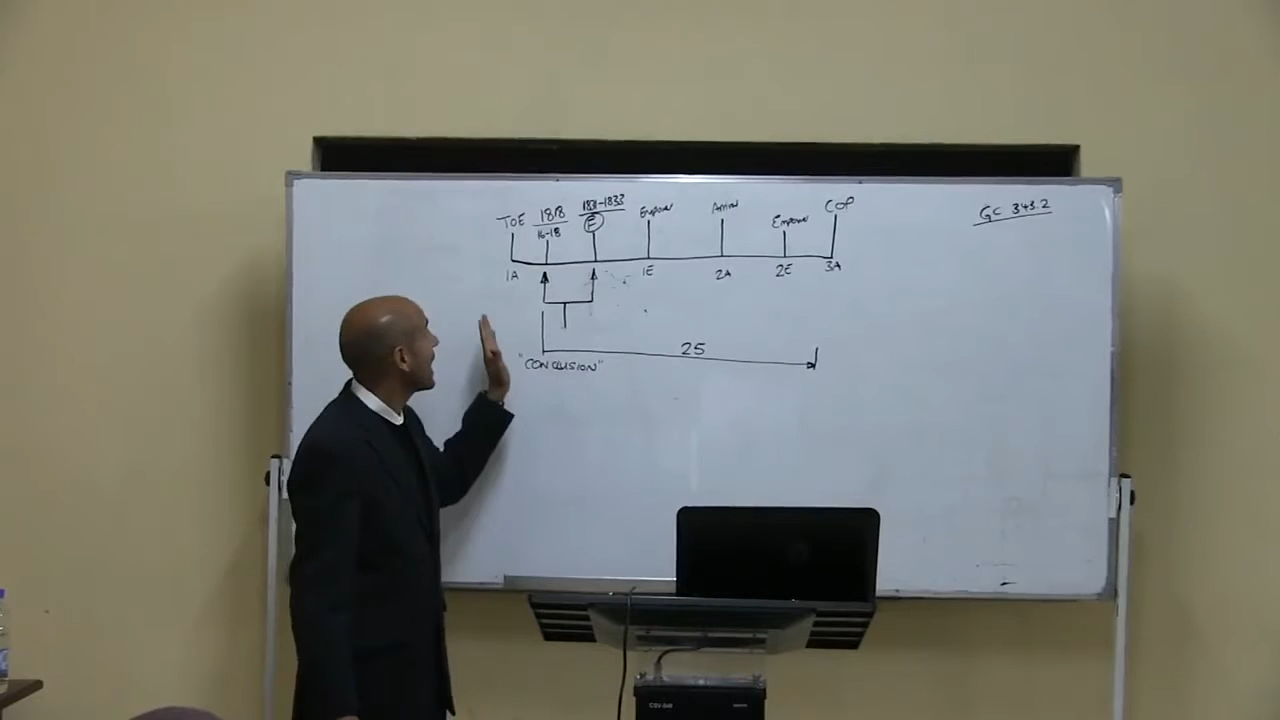 TOE 1818 1831-1833 Empower Arrival Empower COP
16-18 E
1A 1E 2A 2E 3A
25
"CONCLUSION"
GC 343.2